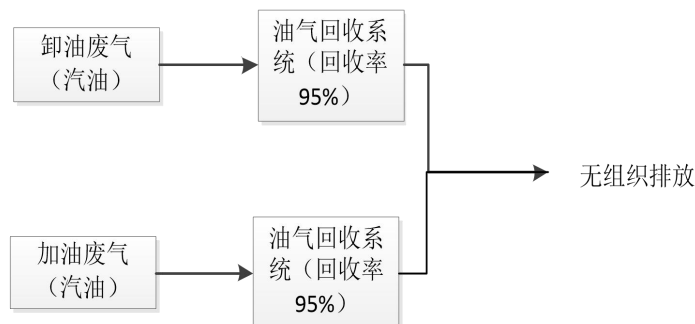 卸油废气
（汽油）
油气回收系
统（回收率
95%）
无组织排放
加油废气
（汽油）
油气回收系
统（回收率
95%）